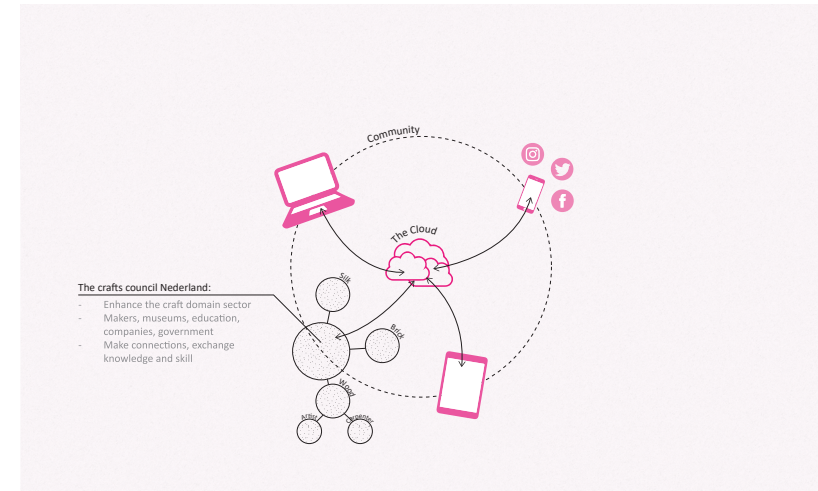 Community
The Cloud
Silk
The crafts council Nederland:
- Enhance the craft domain sector
- Makers, museums, education,
companies, government
- Make connections, exchange
knowledge and skill
Brick
Wood
Artist
Carpenter